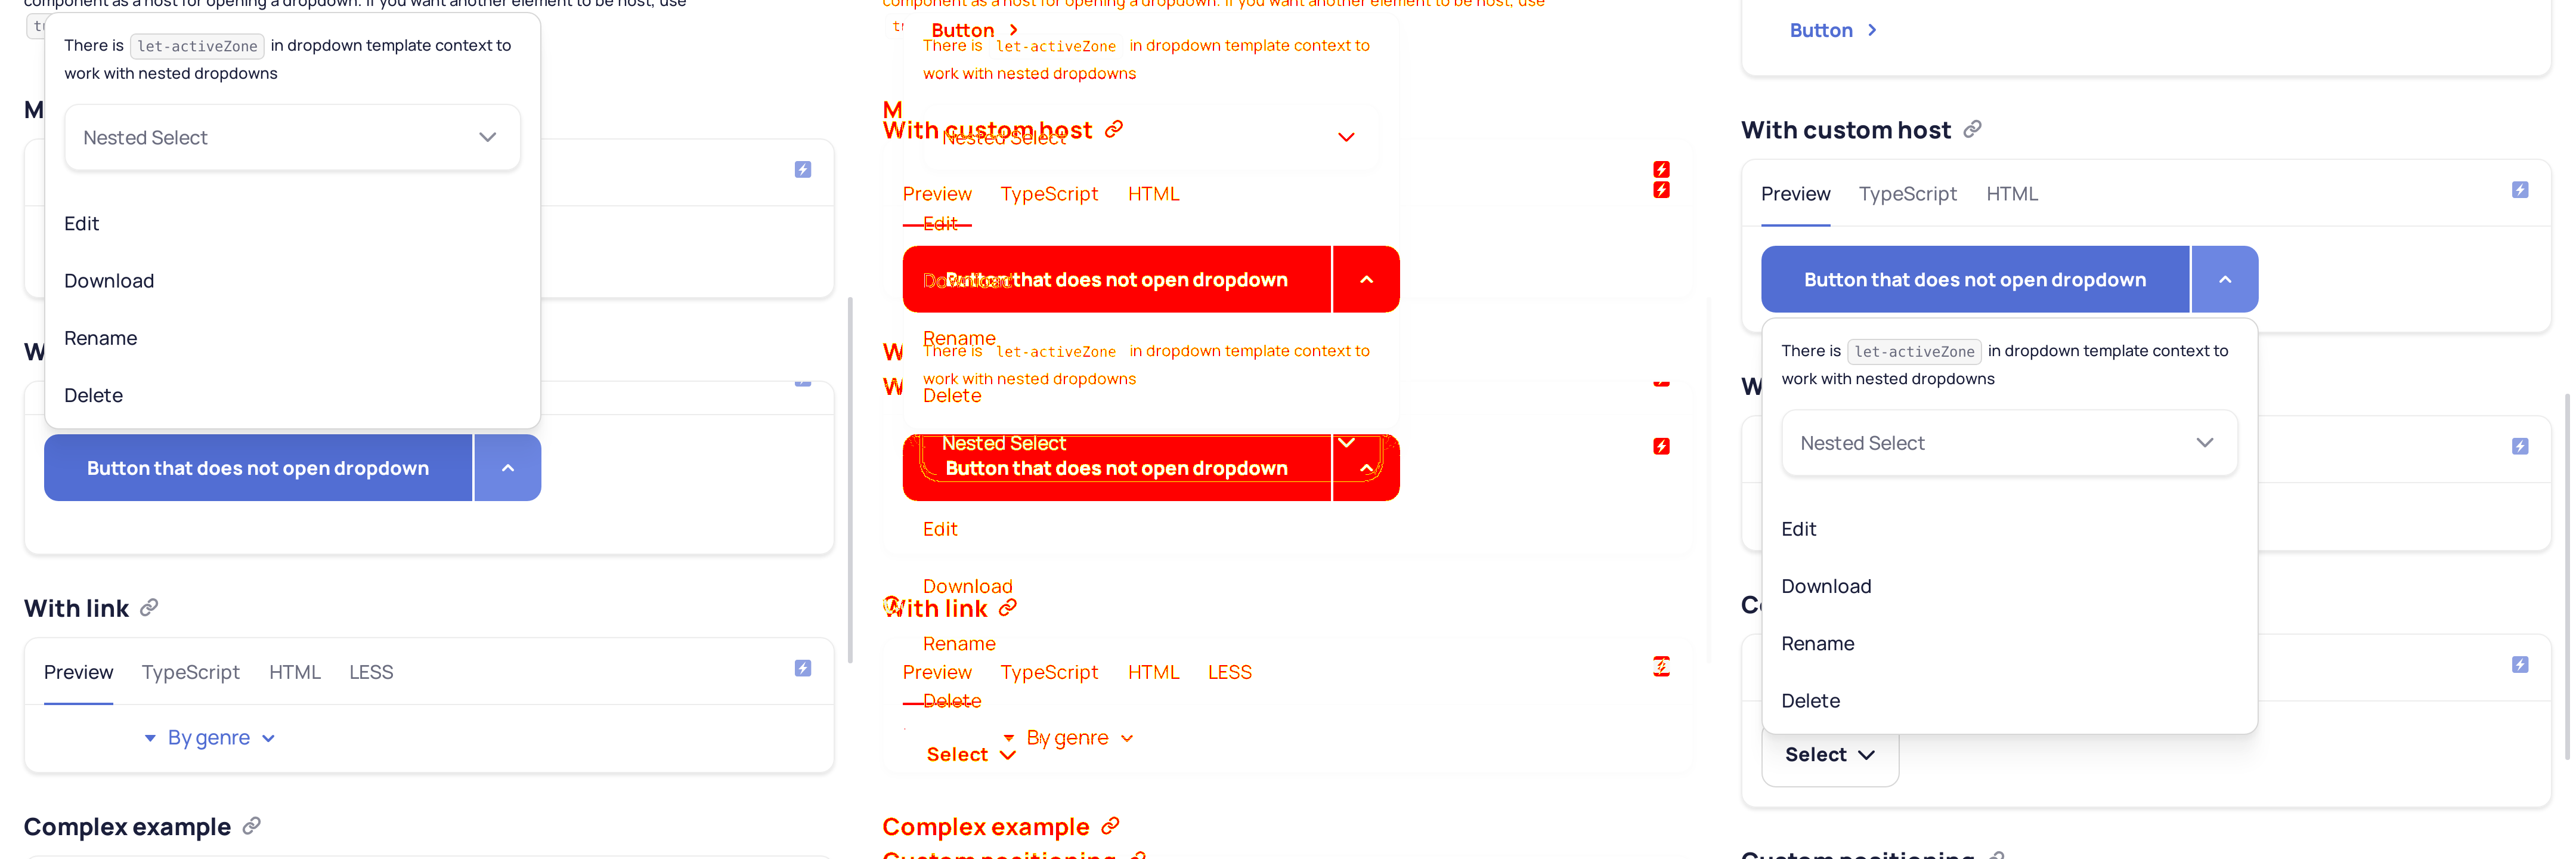 component as a host for opening a dropdown. If you want another element to be host, use
There is let-activeZone in dropdown template context to
work with nested dropdowns
M
Nested Select
Edit
Download
Rename
W
Delete
Button that does not open dropdown
With link
Preview TypeScript HTML LESS
By genre
Complex example
component as a host for opening a dropdown. If you want another element to be host, use
Button
There is let-activeZone in dropdown template context to
work with nested dropdowns
M
With custom host
Nested Select
Preview TypeScript HTML
Edit
Download
Button that does not open dropdown
Rename
W
There is let-activeZone in dropdown template context to
work with nested dropdowns
W
Delete
Nested Select
Button that does not open dropdown
Edit
Download
With link
Rename
Preview TypeScript HTML LESS
Delete
By genre
Select
Complex example
Custom positioning
Button
With custom host
Preview TypeScript HTML
Button that does not open dropdown
There is let-activeZone in dropdown template context to
work with nested dropdowns
W
Nested Select
Edit
Download
Co
Rename
Delete
Select
Custom positioning